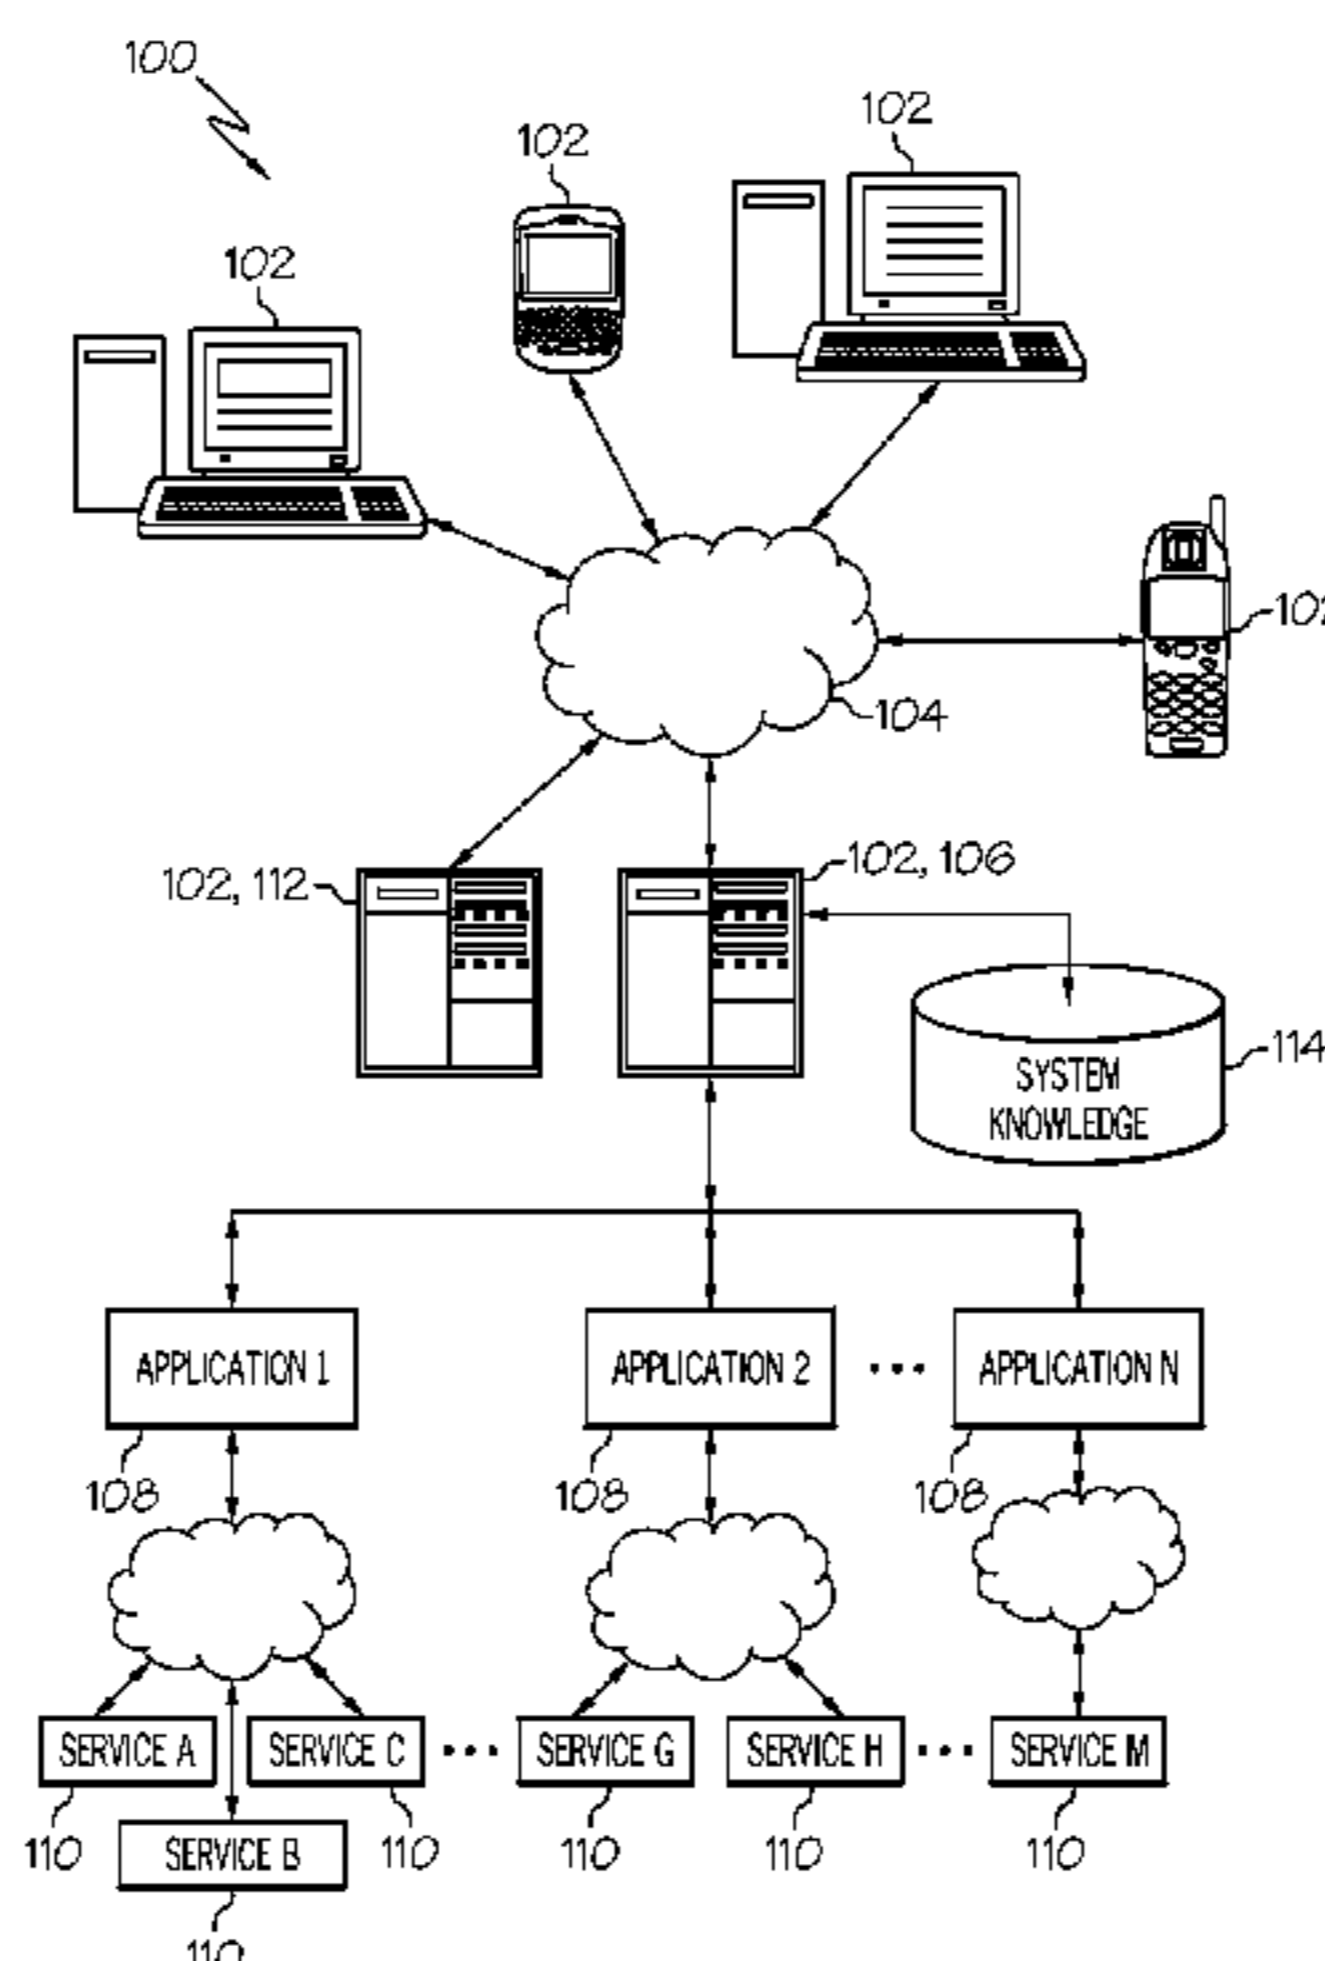 100
102
102
102
102
104
102, 112
102, 106
114
SYSTEM
KNOWLEDGE
APPLICATION 1
APPLICATION 2
•••
APPLICATION N
108
108
108
SERVICE A
SERVICE C
•••
SERVICE G
SERVICE H
•••
SERVICE M
110
SERVICE B
110
110
110
110
110